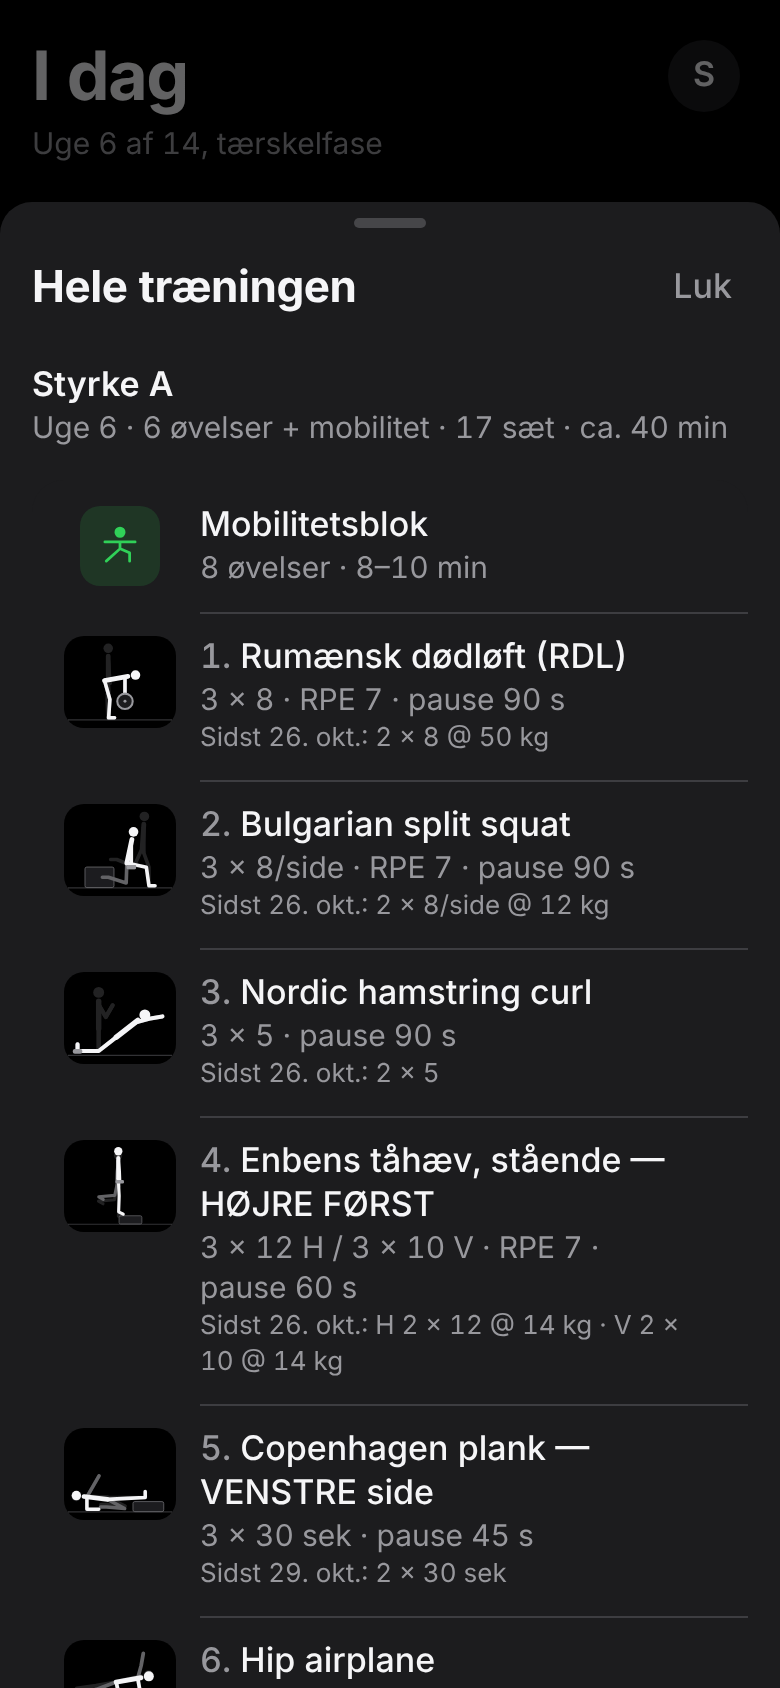 I dag
S
Uge 6 af 14, tærskelfase
Hele træningen
Luk
Styrke A
Uge 6 · 6 øvelser + mobilitet · 17 sæt · ca. 40 min
Mobilitetsblok
8 øvelser · 8–10 min
1. Rumænsk dødløft (RDL)
3 × 8 · RPE 7 · pause 90 s
Sidst 26. okt.: 2 × 8 @ 50 kg
2. Bulgarian split squat
3 × 8/side · RPE 7 · pause 90 s
Sidst 26. okt.: 2 × 8/side @ 12 kg
3. Nordic hamstring curl
3 × 5 · pause 90 s
Sidst 26. okt.: 2 × 5
4. Enbens tåhæv, stående —
HØJRE FØRST
3 × 12 H / 3 × 10 V · RPE 7 ·
pause 60 s
Sidst 26. okt.: H 2 × 12 @ 14 kg · V 2 ×
10 @ 14 kg
5. Copenhagen plank —
VENSTRE side
3 × 30 sek · pause 45 s
Sidst 29. okt.: 2 × 30 sek
6. Hip airplane